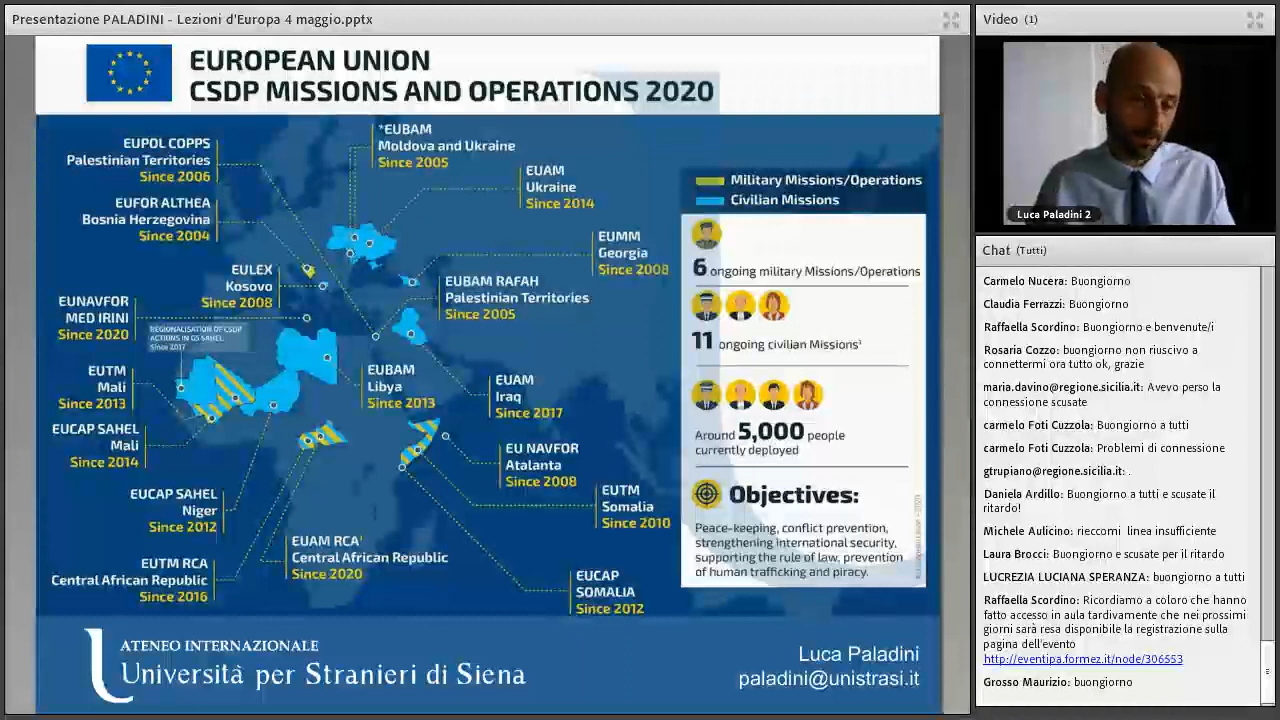 Presentazione PALADINI - Lezioni d'Europa 4 maggio.pptx
EUROPEAN UNION
CSDP MISSIONS AND OPERATIONS 2020
EUPOL COPPS
Palestinian Territories
Since 2006
EUFOR ALTHEA
Bosnia Herzegovina
Since 2004
EULEX
Kosovo
Since 2008
EUNAVFOR
MED IRINI
Since 2020
REGIONALISATION OF CSDP
ACTIONS IN G5 SAHEL
Since 2017
EUTM
Mali
Since 2013
EUCAP SAHEL
Mali
Since 2014
EUCAP SAHEL
Niger
Since 2012
EUTM RCA
Central African Republic
Since 2016
*EUBAM
Moldova and Ukraine
Since 2005
EUAM
Ukraine
Since 2014
EUMM
Georgia
Since 2008
EUBAM RAFAH
Palestinian Territories
Since 2005
EUBAM
Libya
Since 2013
EUAM
Iraq
Since 2017
EU NAVFOR
Atalanta
Since 2008
EUTM
Somalia
Since 2010
EUAM RCA¹
Central African Republic
Since 2020
EUCAP
SOMALIA
Since 2012
Military Missions/Operations
Civilian Missions
6 ongoing military Missions/Operations
11 ongoing civilian Missions¹
Around 5,000 people
currently deployed
Objectives:
Peace-keeping, conflict prevention,
strengthening international security,
supporting the rule of law, prevention
of human trafficking and piracy.
ATENEO INTERNAZIONALE
Università per Stranieri di Siena
Luca Paladini
paladini@unistrasi.it
Video (1)
Luca Paladini 2
Chat (Tutti)
Carmelo Nucera: Buongiorno
Claudia Ferrazzi: Buongiorno
Raffaella Scordino: Buongiorno e benvenute/i
Rosaria Cozzo: buongiorno non riuscivo a
connettermi ora tutto ok, grazie
maria.davino@regione.sicilia.it: Avevo perso la
connessione scusate
carmelo Foti Cuzzola: Buongiorno a tutti
carmelo Foti Cuzzola: Problemi di connessione
gtrupiano@regione.sicilia.it: .
Daniela Ardillo: Buongiorno a tutti e scusate il
ritardo!
Michele Aulicino: rieccomi linea insufficiente
Laura Brocci: Buongiorno e scusate per il ritardo
LUCREZIA LUCIANA SPERANZA: buongiorno a tutti
Raffaella Scordino: Ricordiamo a coloro che hanno
fatto accesso in aula tardivamente che nei prossimi
giorni sarà resa disponibile la registrazione sulla
pagina dell'evento
http://eventipa.formez.it/node/306553
Grosso Maurizio: buongiorno